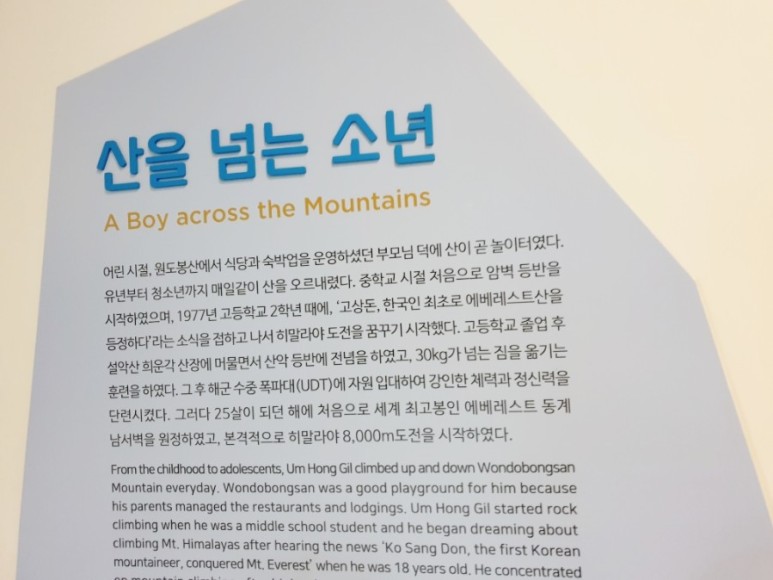 산을 넘는 소년
A Boy across the Mountains
어린 시절, 원도봉산에서 식당과 숙박업을 운영하셨던 부모님 덕에 산이 곧 놀이터였다.
유년부터 청소년까지 매일같이 산을 오르내렸다. 중학교 시절 처음으로 암벽 등반을
시작하였으며, 1977년 고등학교 2학년 때에, ‘고상돈, 한국인 최초로 에베레스트산을
등정하다’라는 소식을 접하고 나서 히말라야 도전을 꿈꾸기 시작했다. 고등학교 졸업 후
설악산 희운각 산장에 머물면서 산악 등반에 전념을 하였고, 30kg가 넘는 짐을 옮기는
훈련을 하였다. 그 후 해군 수중 폭파대(UDT)에 자원 입대하여 강인한 체력과 정신력을
단련시켰다. 그러다 25살이 되던 해에 처음으로 세계 최고봉인 에베레스트 동계
남서벽을 원정하였고, 본격적으로 히말라야 8,000m도전을 시작하였다.
From the childhood to adolescents, Um Hong Gil climbed up and down Wondobongsan
Mountain everyday. Wondobongsan was a good playground for him because
his parents managed the restaurants and lodgings. Um Hong Gil started rock
climbing when he was a middle school student and he began dreaming about
climbing Mt. Himalayas after hearing the news ‘Ko Sang Don, the first Korean
mountaineer, conquered Mt. Everest’ when he was 18 years old. He concentrated